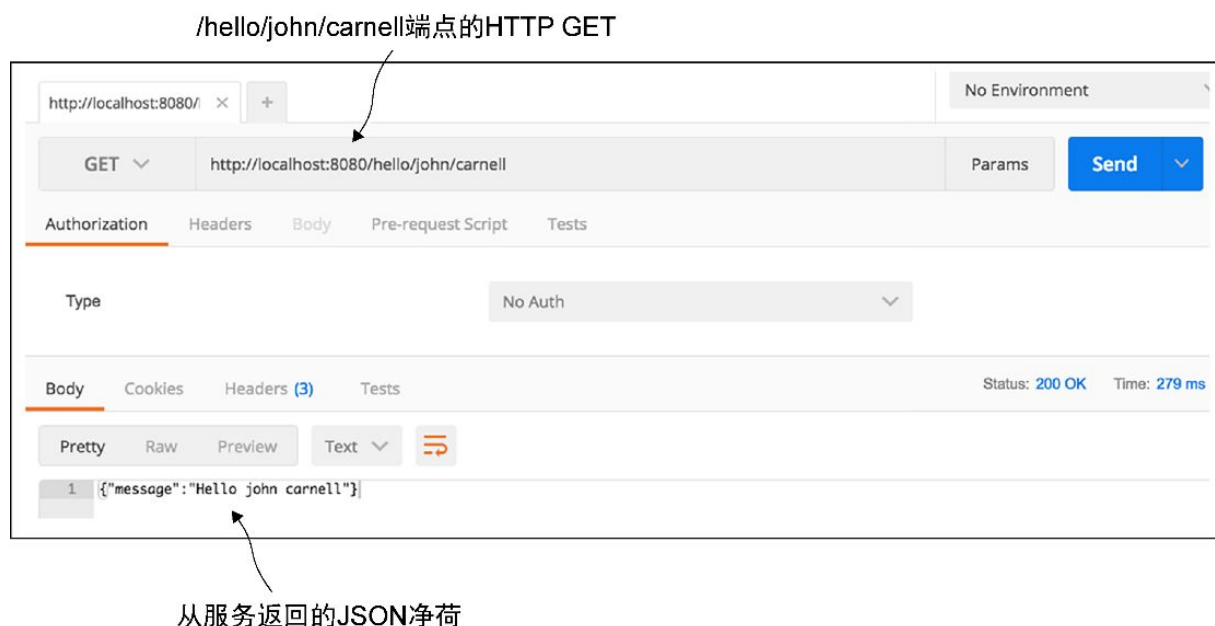 /hello/john/carnell端点的HTTP GET
http://localhost:8080/l × + No Environment
GET http://localhost:8080/hello/john/carnell Params Send
Authorization Headers Body Pre-request Script Tests
Type No Auth
Body Cookies Headers (3) Tests Status: 200 OK Time: 279 ms
Pretty Raw Preview Text
1 {"message":"Hello john carnell"}
从服务返回的JSON净荷